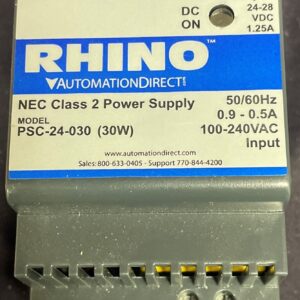 DC
ON
24-28
VDC
1.25A
RHINO
AUTOMATIONDIRECT
NEC Class 2 Power Supply
50/60Hz
MODEL
0.9 - 0.5A
PSC-24-030 (30W)
100-240VAC
input
www.automationdirect.com
Sales: 800-633-0405 - Support 770-844-4200